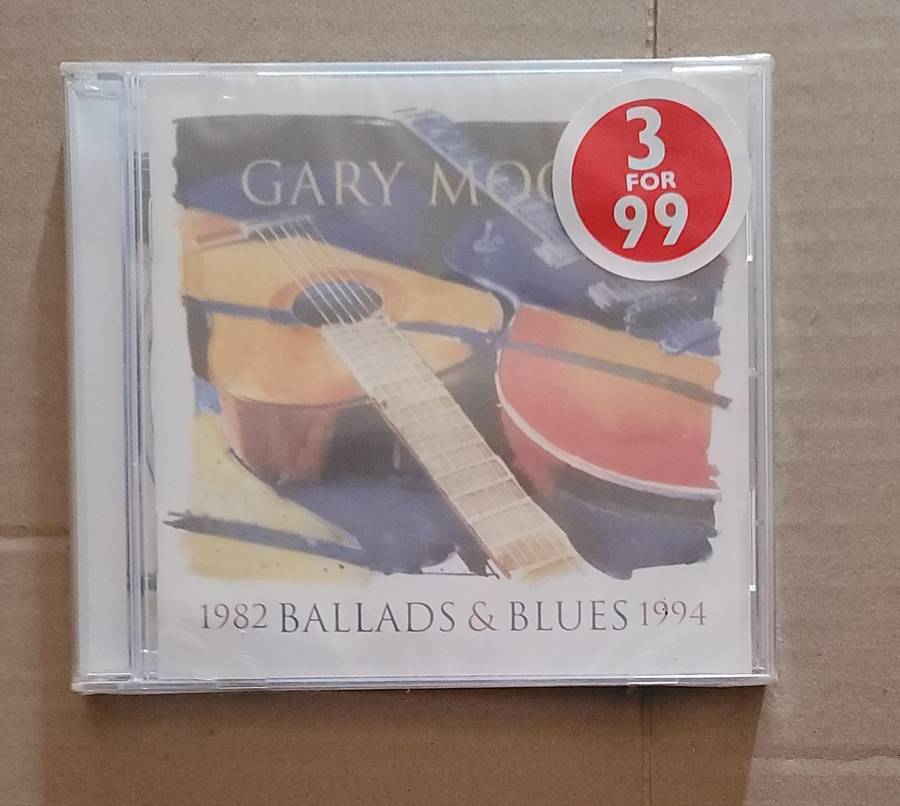 GARY MOO
3
FOR
99
1982 BALLADS & BLUES 1994